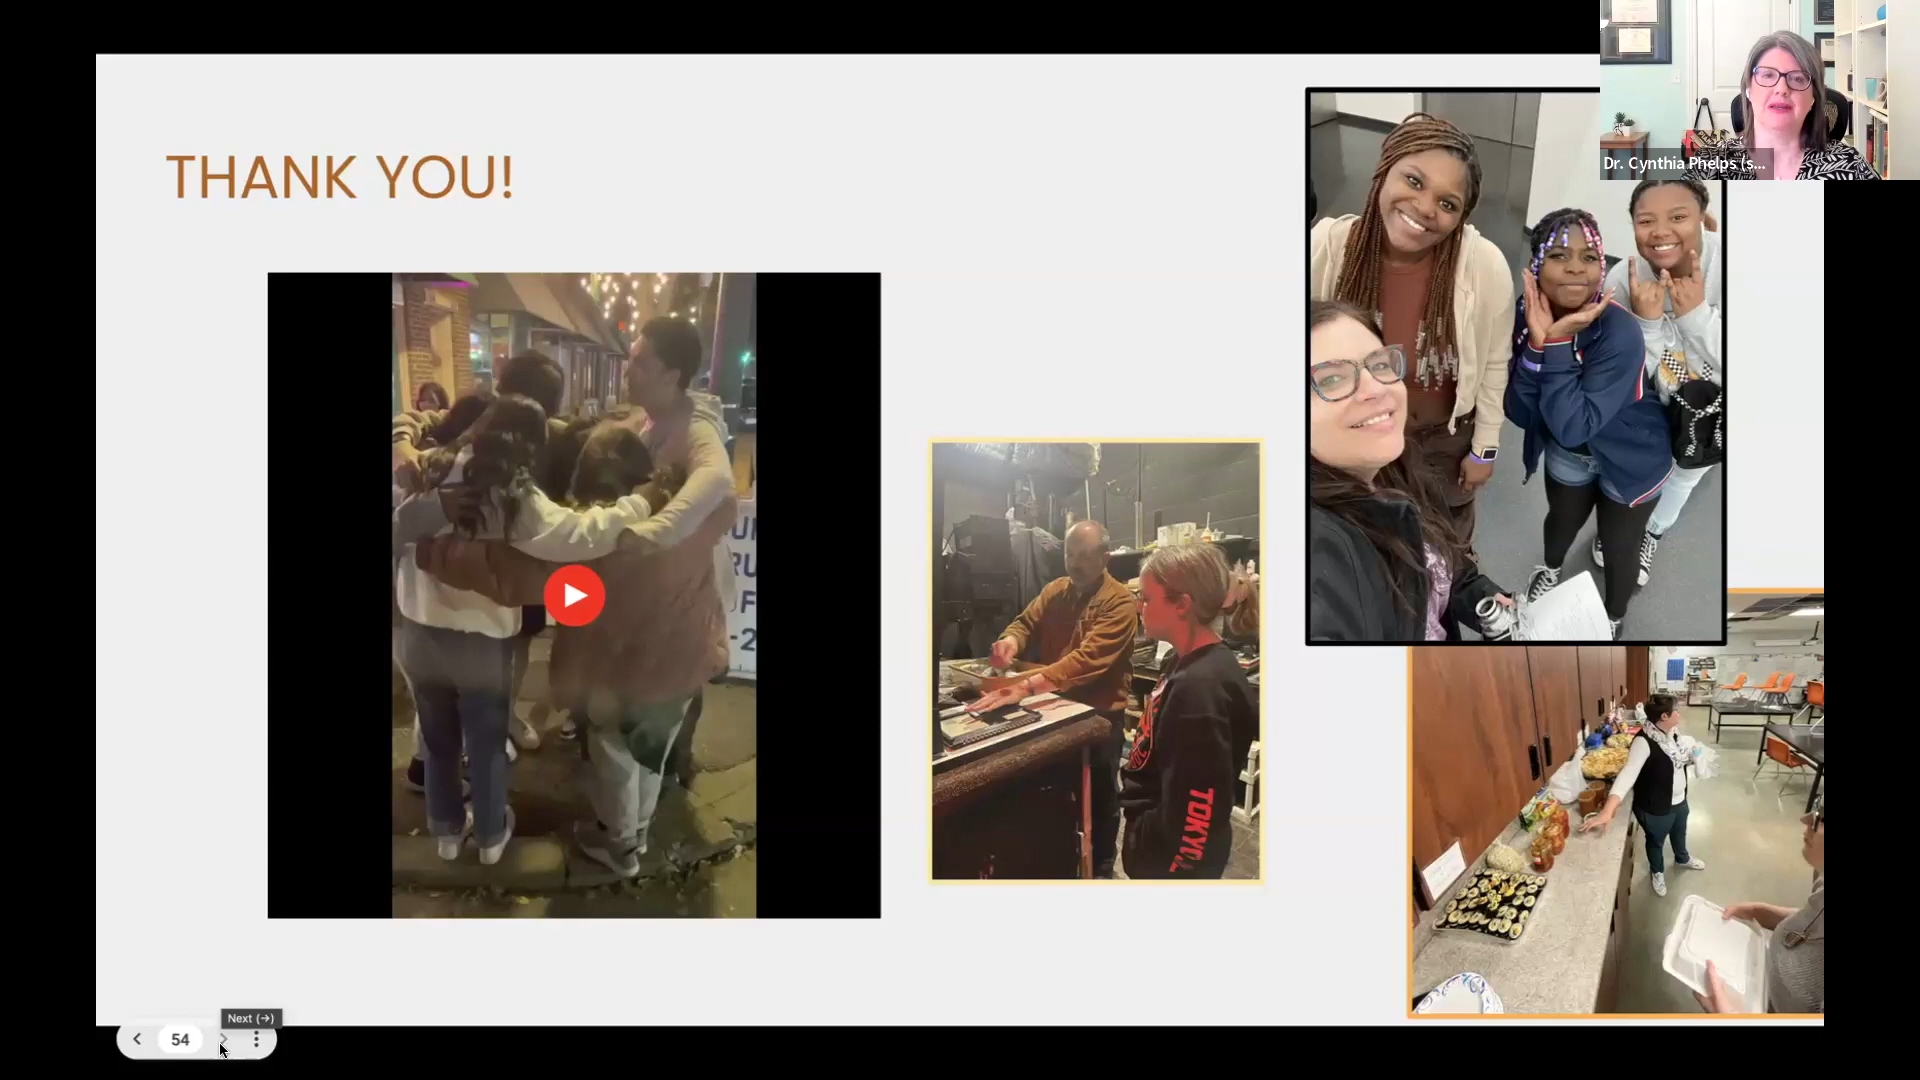 THANK YOU!
Dr. Cynthia Phelps (s...
TOKYO
Next (→)
54